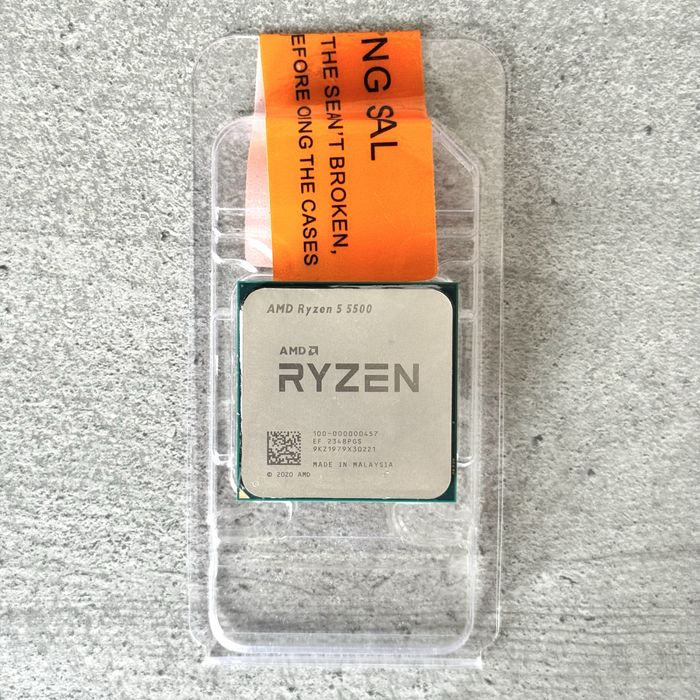 NG SAL
THE SEA'T BROKEN,
EFORE OING THE CASES
AMD Ryzen 5 5500
AMD
RYZEN
100-000000457
EF 2348PGS
9KZ1979X30221
MADE IN MALAYSIA
© 2020 AMD